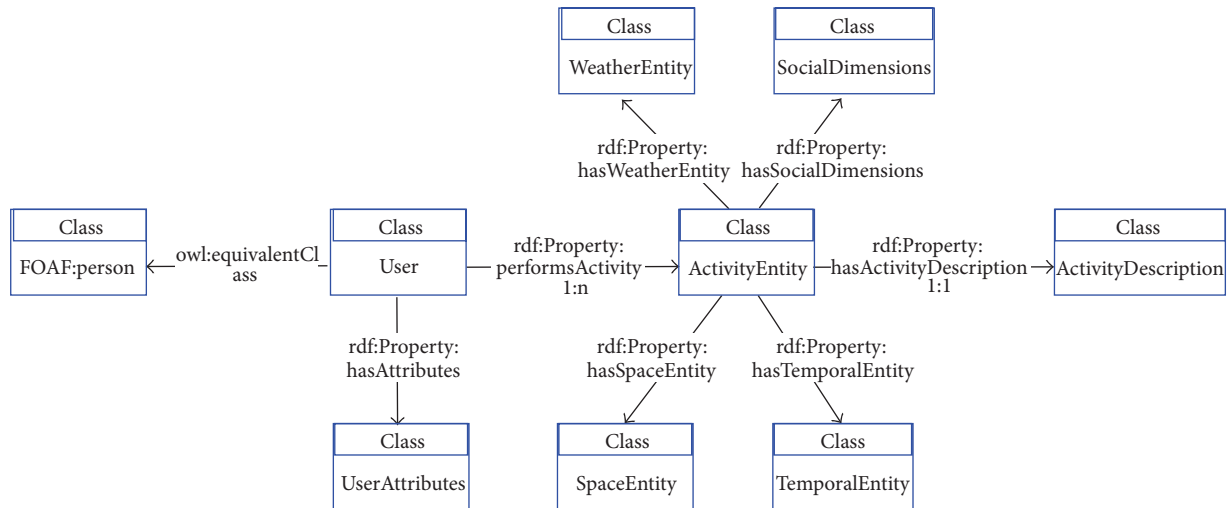 Class
WeatherEntity
Class
SocialDimensions
rdf:Property:
hasWeatherEntity
rdf:Property:
hasSocialDimensions
Class
FOAF:person
owl:equivalentCl
ass
Class
User
rdf:Property:
performsActivity
1:n
Class
ActivityEntity
rdf:Property:
hasActivityDescription
1:1
Class
ActivityDescription
rdf:Property:
hasAttributes
rdf:Property:
hasSpaceEntity
rdf:Property:
hasTemporalEntity
Class
UserAttributes
Class
SpaceEntity
Class
TemporalEntity